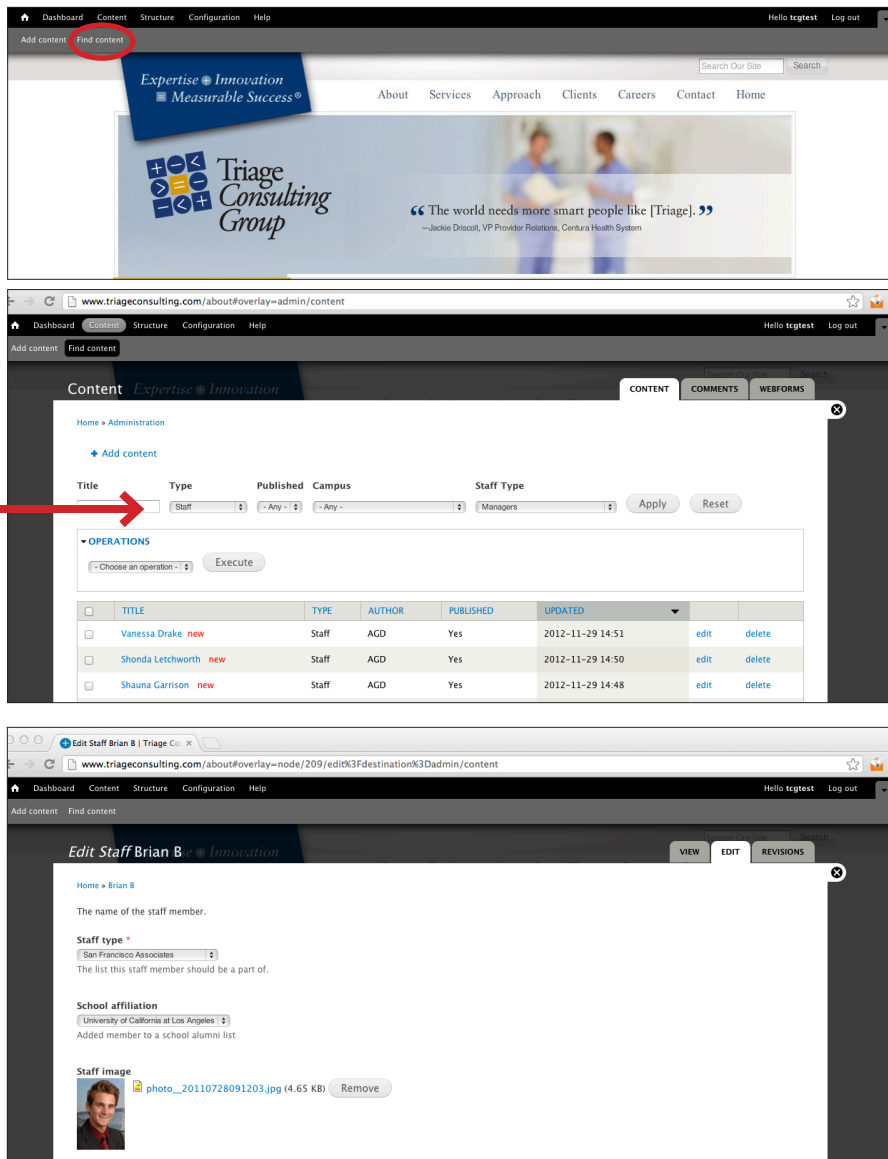 Dashboard Content Structure Configuration Help Hello tcgtest Log out
Add content Find content
Search Our Site Search
Expertise Innovation
Measurable Success®
About Services Approach Clients Careers Contact Home
Triage
Consulting
Group
“ The world needs more smart people like [Triage]. ”
—Jackie Driscoll, VP Provider Relations, Centura Health System
www.triageconsulting.com/about#overlay=admin/content
Dashboard Content Structure Configuration Help Hello tcgtest Log out
Add content Find content
Search Our Site Search
Content Expertise Innovation CONTENT COMMENTS WEBFORMS
Home » Administration
+ Add content
Title Type Published Campus Staff Type
Staff - Any - - Any - Managers Apply Reset
OPERATIONS
- Choose an operation - Execute
TITLE TYPE AUTHOR PUBLISHED UPDATED
Vanessa Drake new Staff AGD Yes 2012-11-29 14:51 edit delete
Shonda Letchworth new Staff AGD Yes 2012-11-29 14:50 edit delete
Shauna Garrison new Staff AGD Yes 2012-11-29 14:48 edit delete
Edit Staff Brian B | Triage Co
www.triageconsulting.com/about#overlay=node/209/edit%3Fdestination%3Dadmin/content
Dashboard Content Structure Configuration Help Hello tcgtest Log out
Add content Find content
Search Our Site Search
Edit Staff Brian B Innovation VIEW EDIT REVISIONS
Home » Brian B
The name of the staff member.
Staff type *
San Francisco Associates
The list this staff member should be a part of.
School affiliation
University of California at Los Angeles
Added member to a school alumni list
Staff image
photo__20110728091203.jpg (4.65 KB) Remove